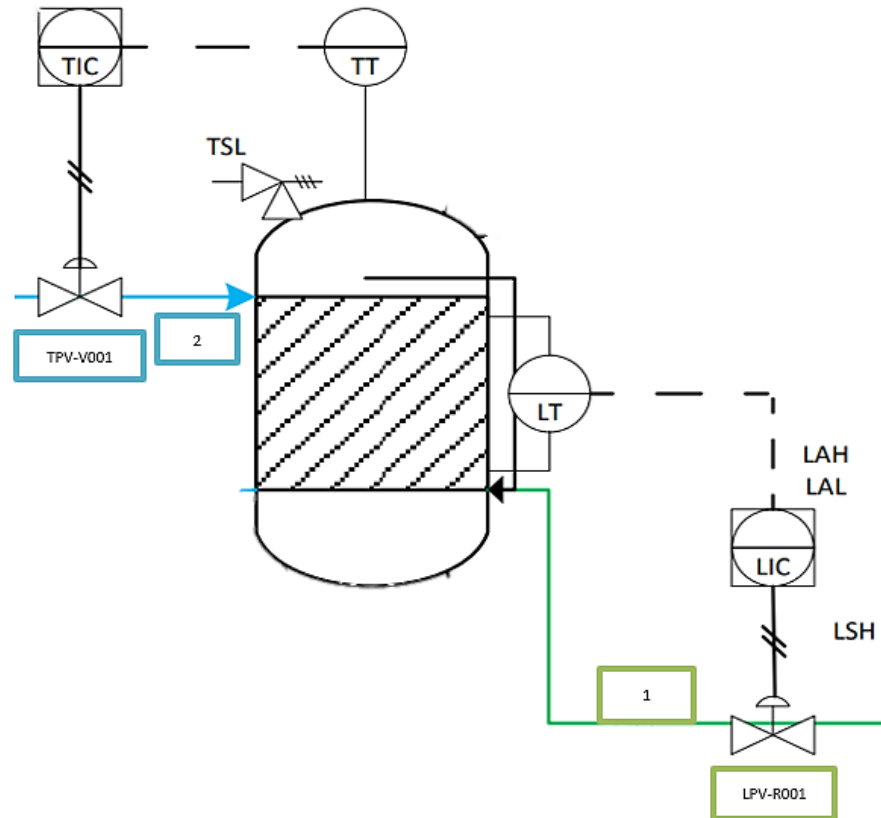 TIC
TT
TSL
2
TPV-V001
LT
LAH
LAL
LIC
LSH
1
LPV-R001